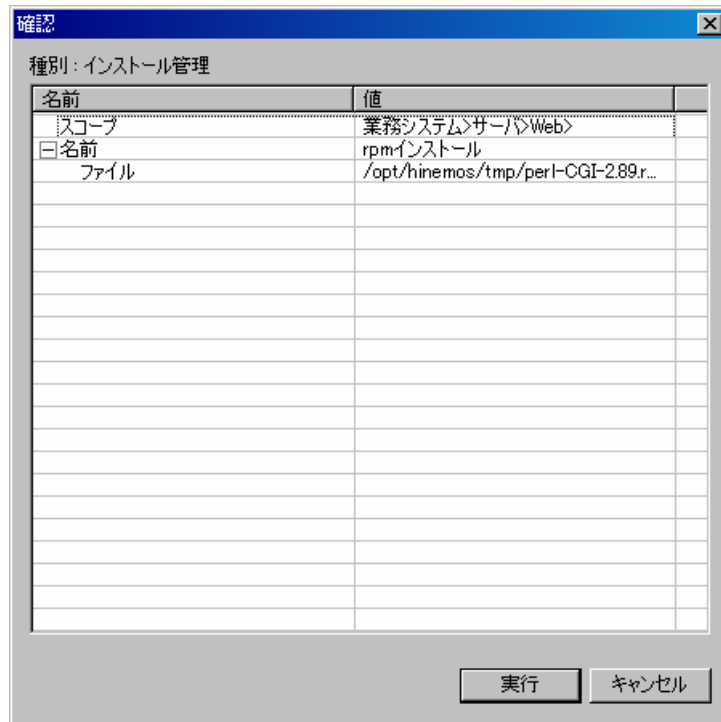 確認
種別 : インストール管理
名前 値
スコープ 業務システム>サーバ>Web>
名前 rpmインストール
ファイル /opt/hinemos/tmp/perl-CGI-2.89.r...
実行 キャンセル